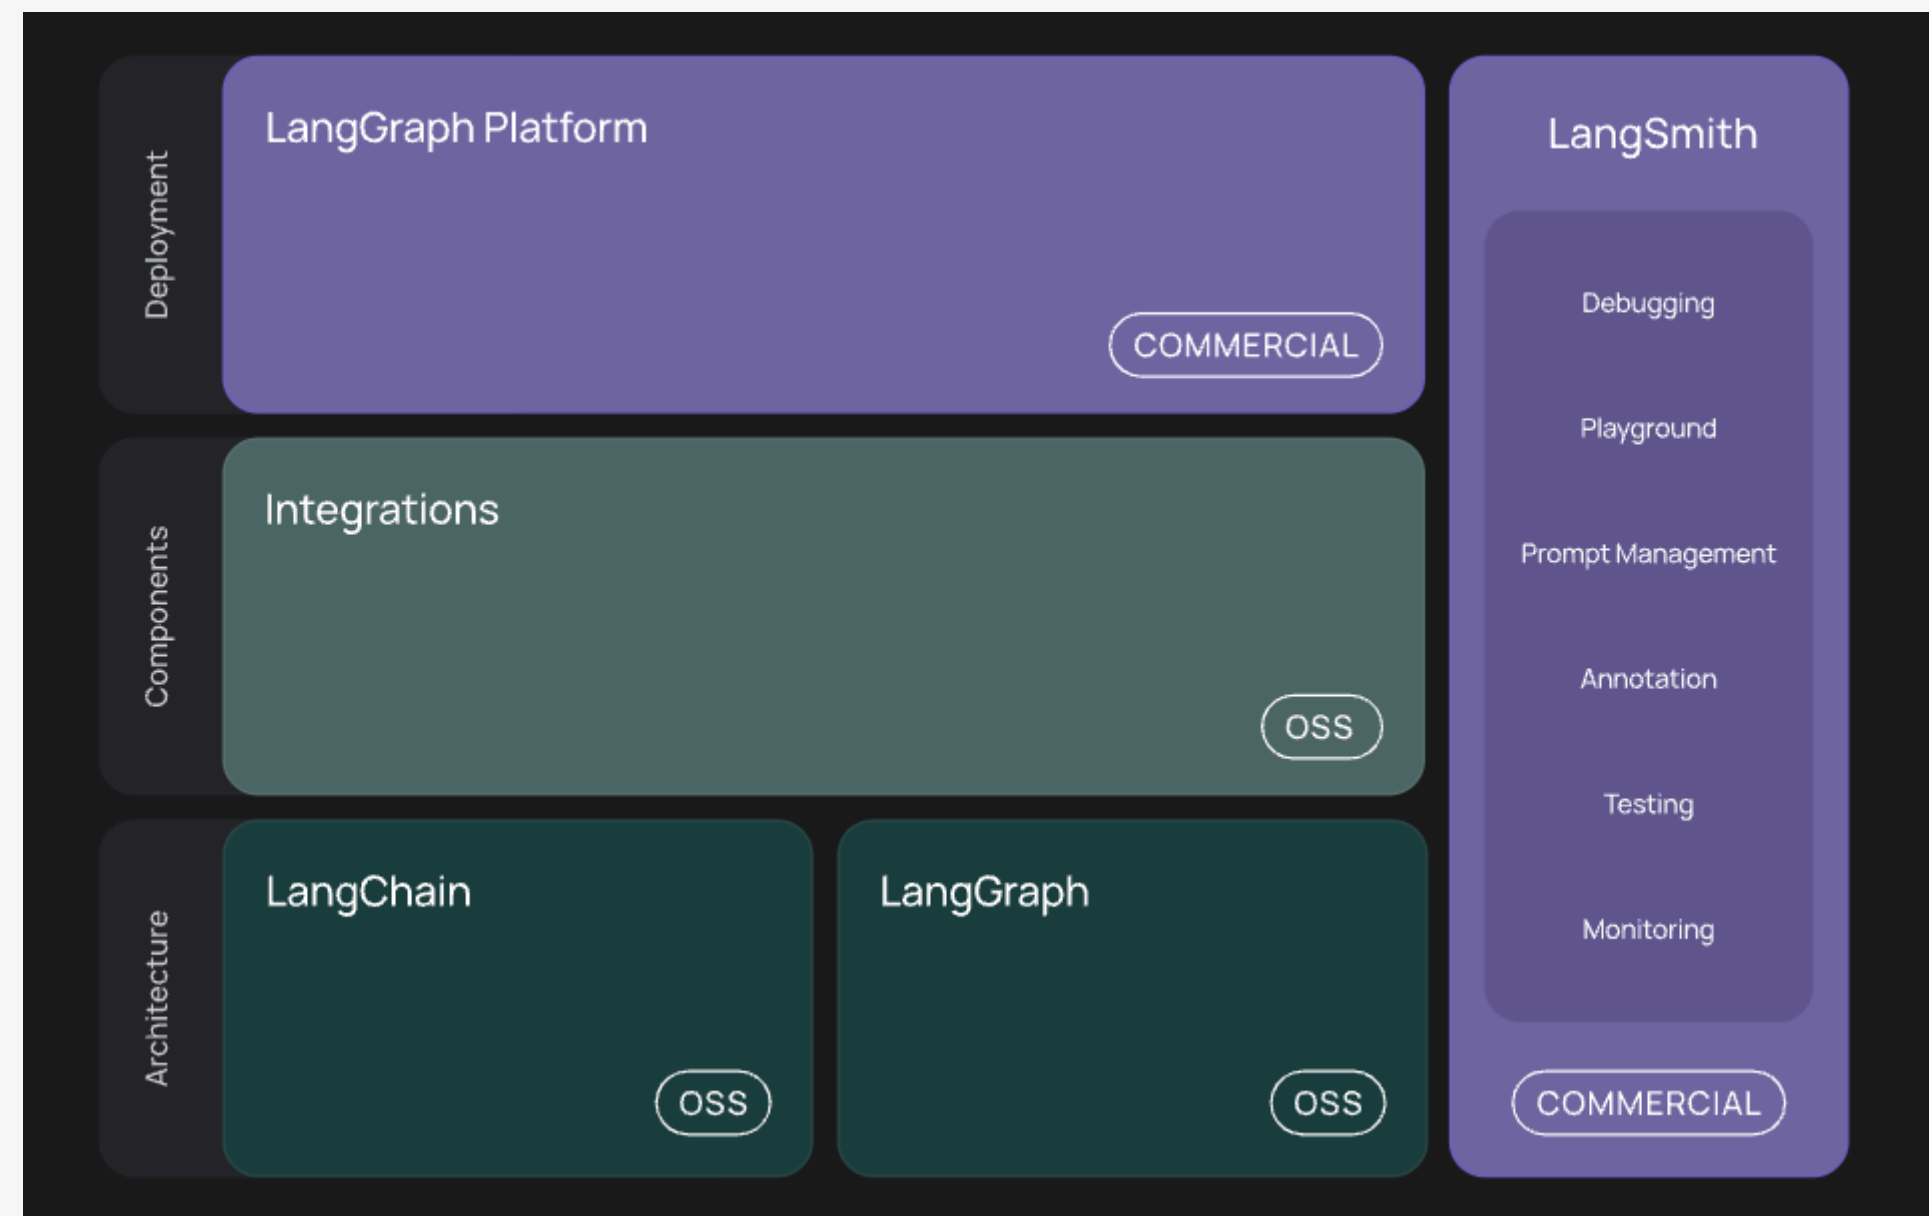 Deployment
LangGraph Platform
COMMERCIAL
Components
Integrations
OSS
Architecture
LangChain
OSS
LangGraph
OSS
LangSmith
Debugging
Playground
Prompt Management
Annotation
Testing
Monitoring
COMMERCIAL